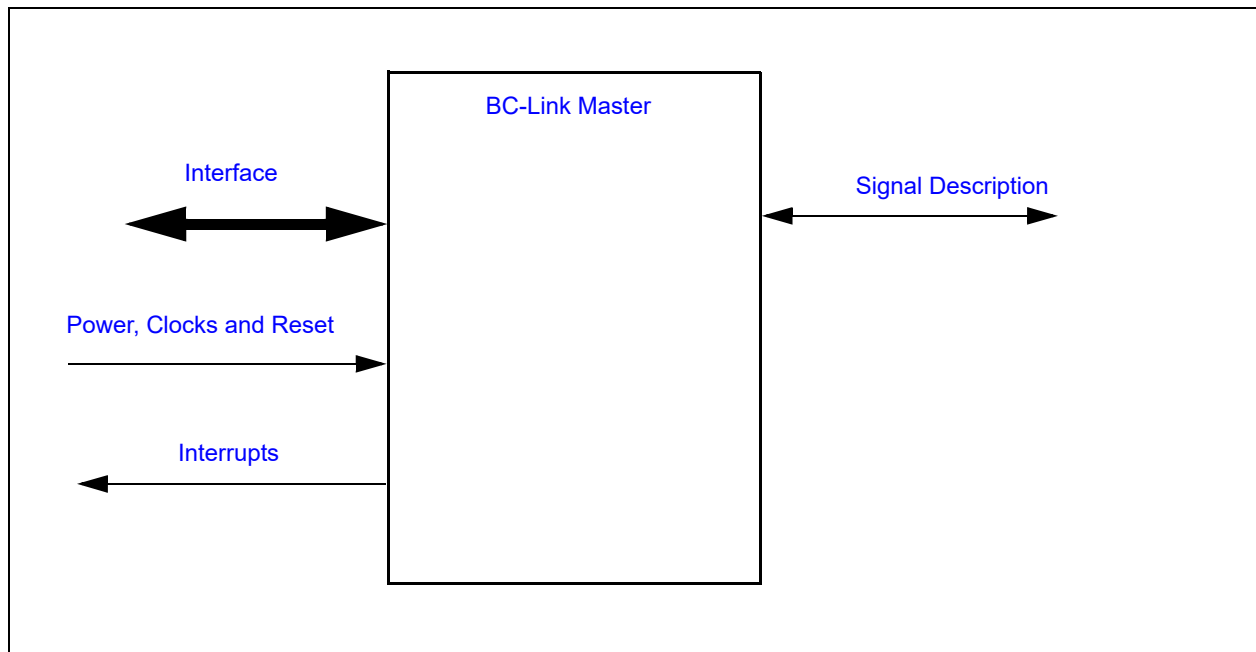 BC-Link Master
Interface
Signal Description
Power, Clocks and Reset
Interrupts